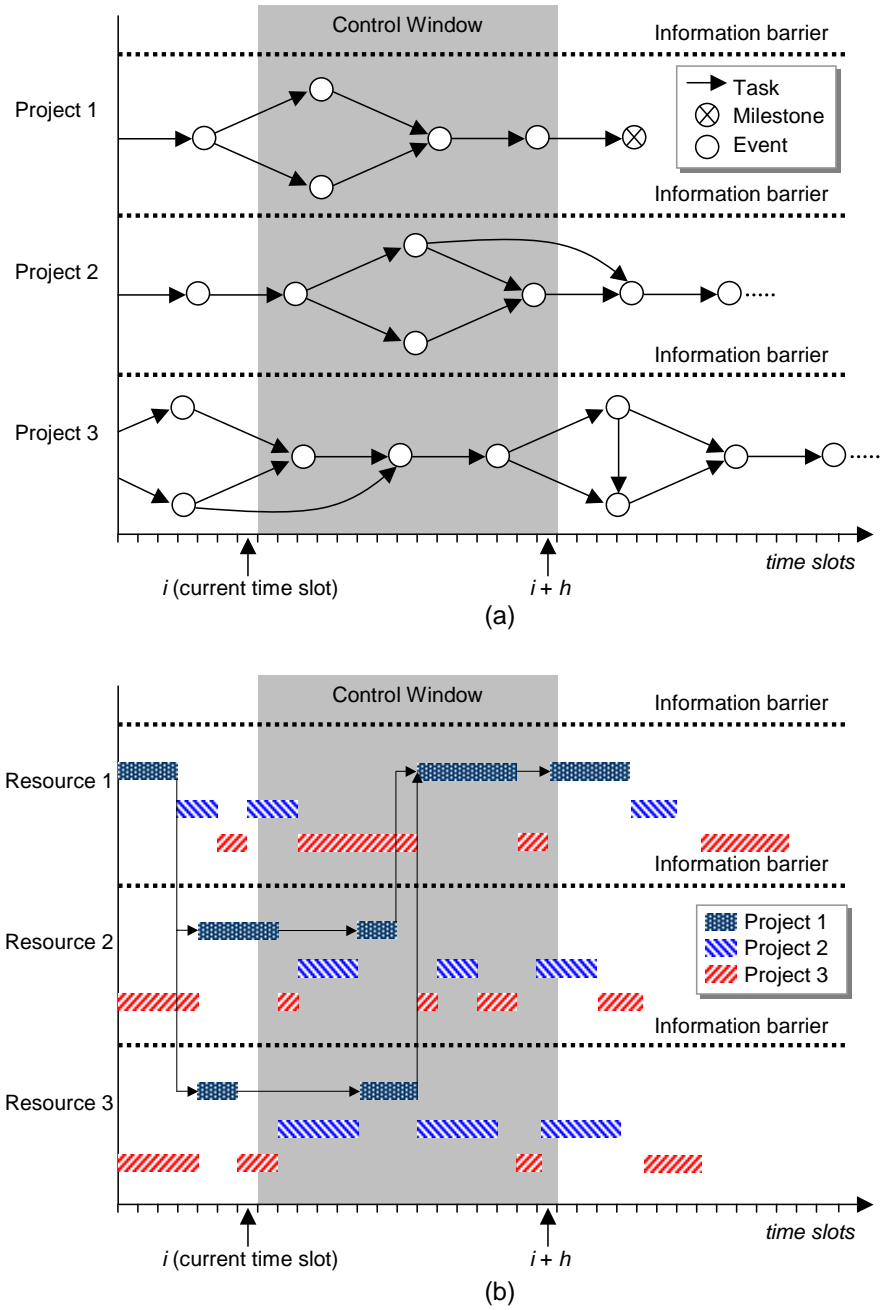 Control Window
Information barrier
Project 1
Task
Milestone
Event
Information barrier
Project 2
Information barrier
Project 3
time slots
i (current time slot)
i + h
(a)
Control Window
Information barrier
Resource 1
Information barrier
Resource 2
Project 1
Project 2
Project 3
Information barrier
Resource 3
time slots
i (current time slot)
i + h
(b)